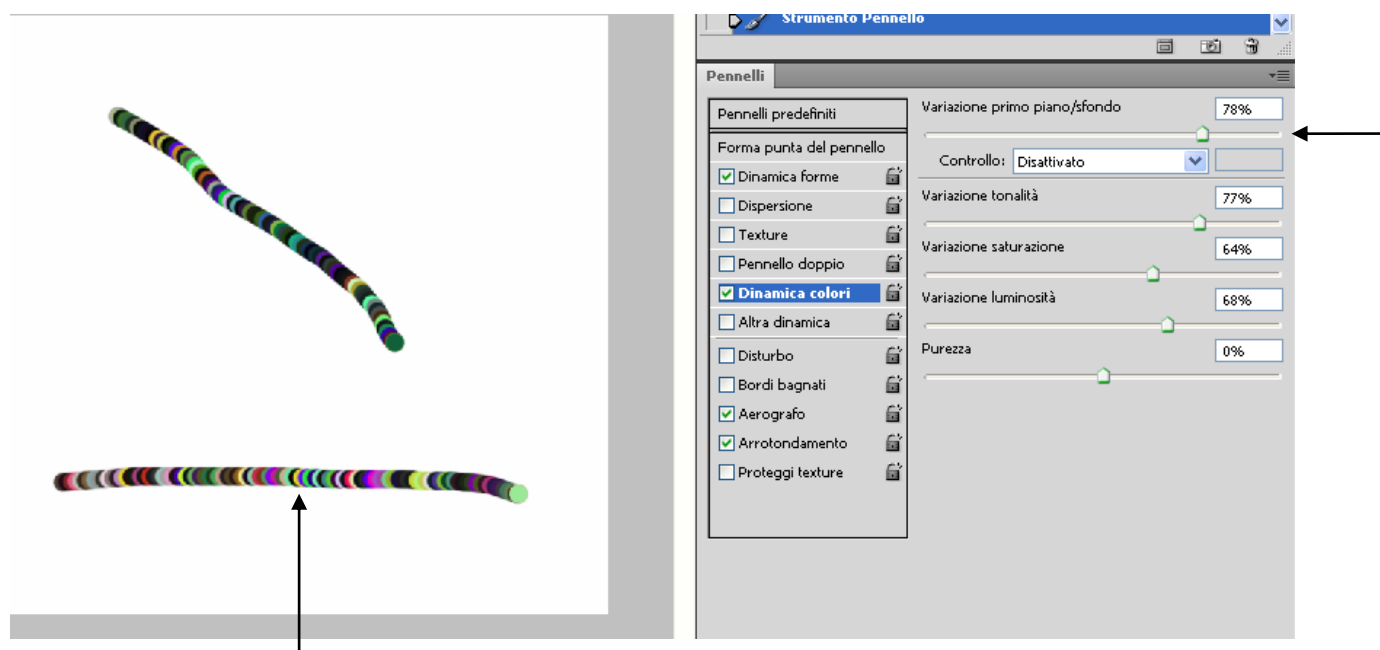 Strumento Pennello
Pennelli
Pennelli predefiniti
Forma punta del pennello
Dinamica forme
Dispersione
Texture
Pennello doppio
Dinamica colori
Altra dinamica
Disturbo
Bordi bagnati
Aerografo
Arrotondamento
Proteggi texture
Variazione primo piano/sfondo 78%
Controllo: Disattivato
Variazione tonalità 77%
Variazione saturazione 64%
Variazione luminosità 68%
Purezza 0%